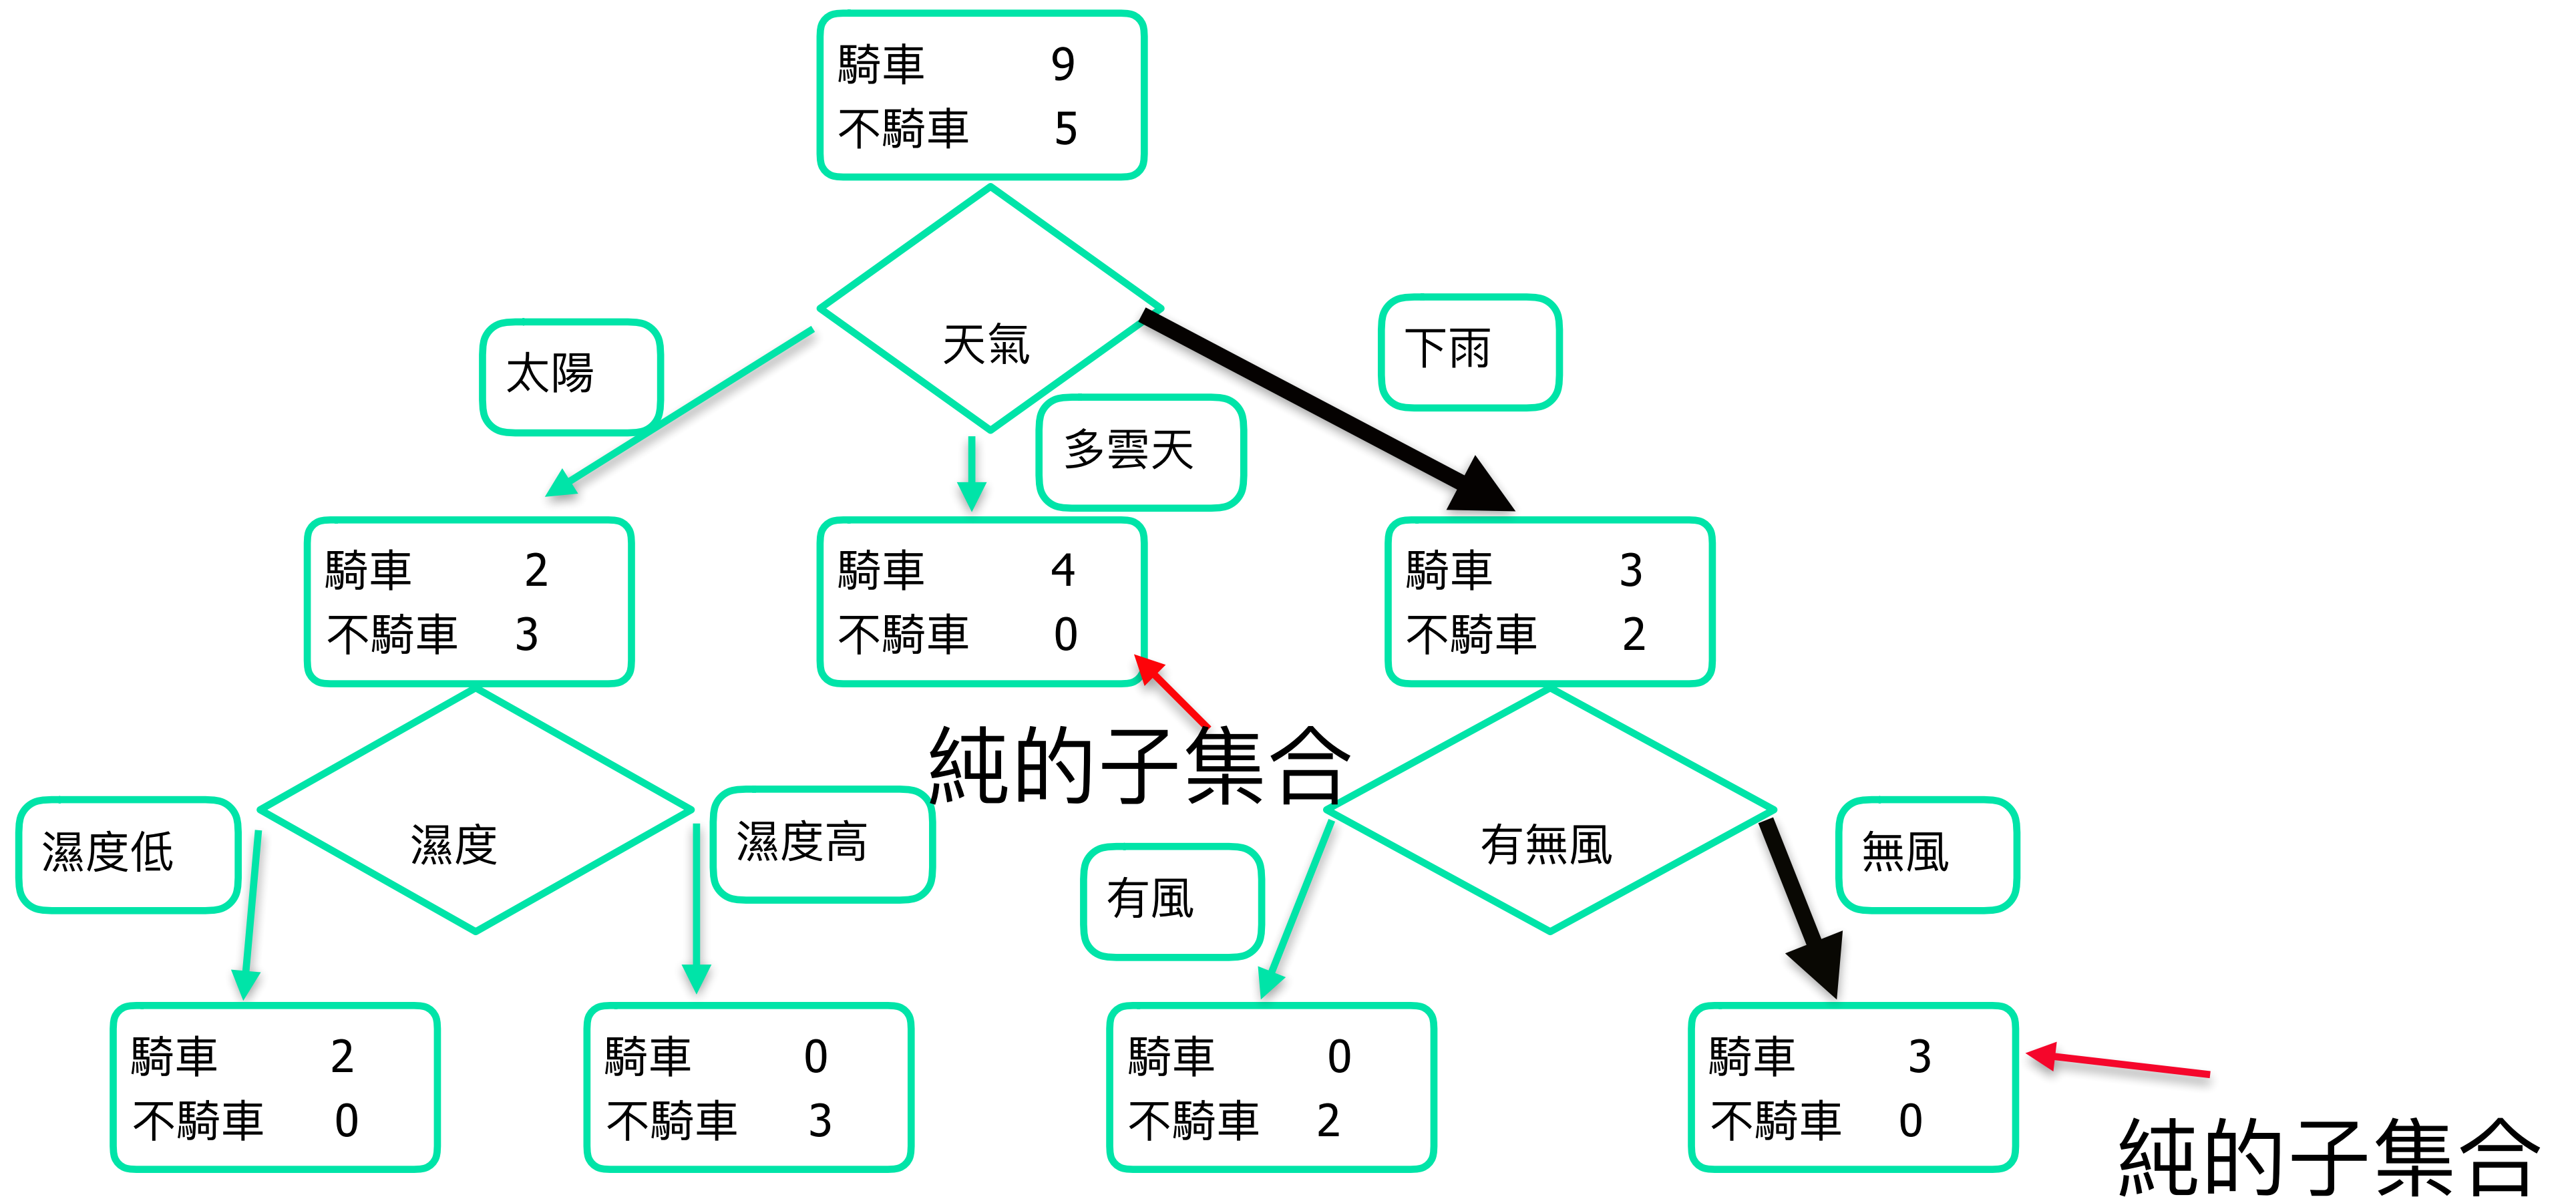 騎車 9
不騎車 5
天氣
太陽
多雲天
下雨
騎車 2
不騎車 3
騎車 4
不騎車 0
騎車 3
不騎車 2
純的子集合
濕度低
濕度
濕度高
有風
有無風
無風
騎車 2
不騎車 0
騎車 0
不騎車 3
騎車 0
不騎車 2
騎車 3
不騎車 0
純的子集合